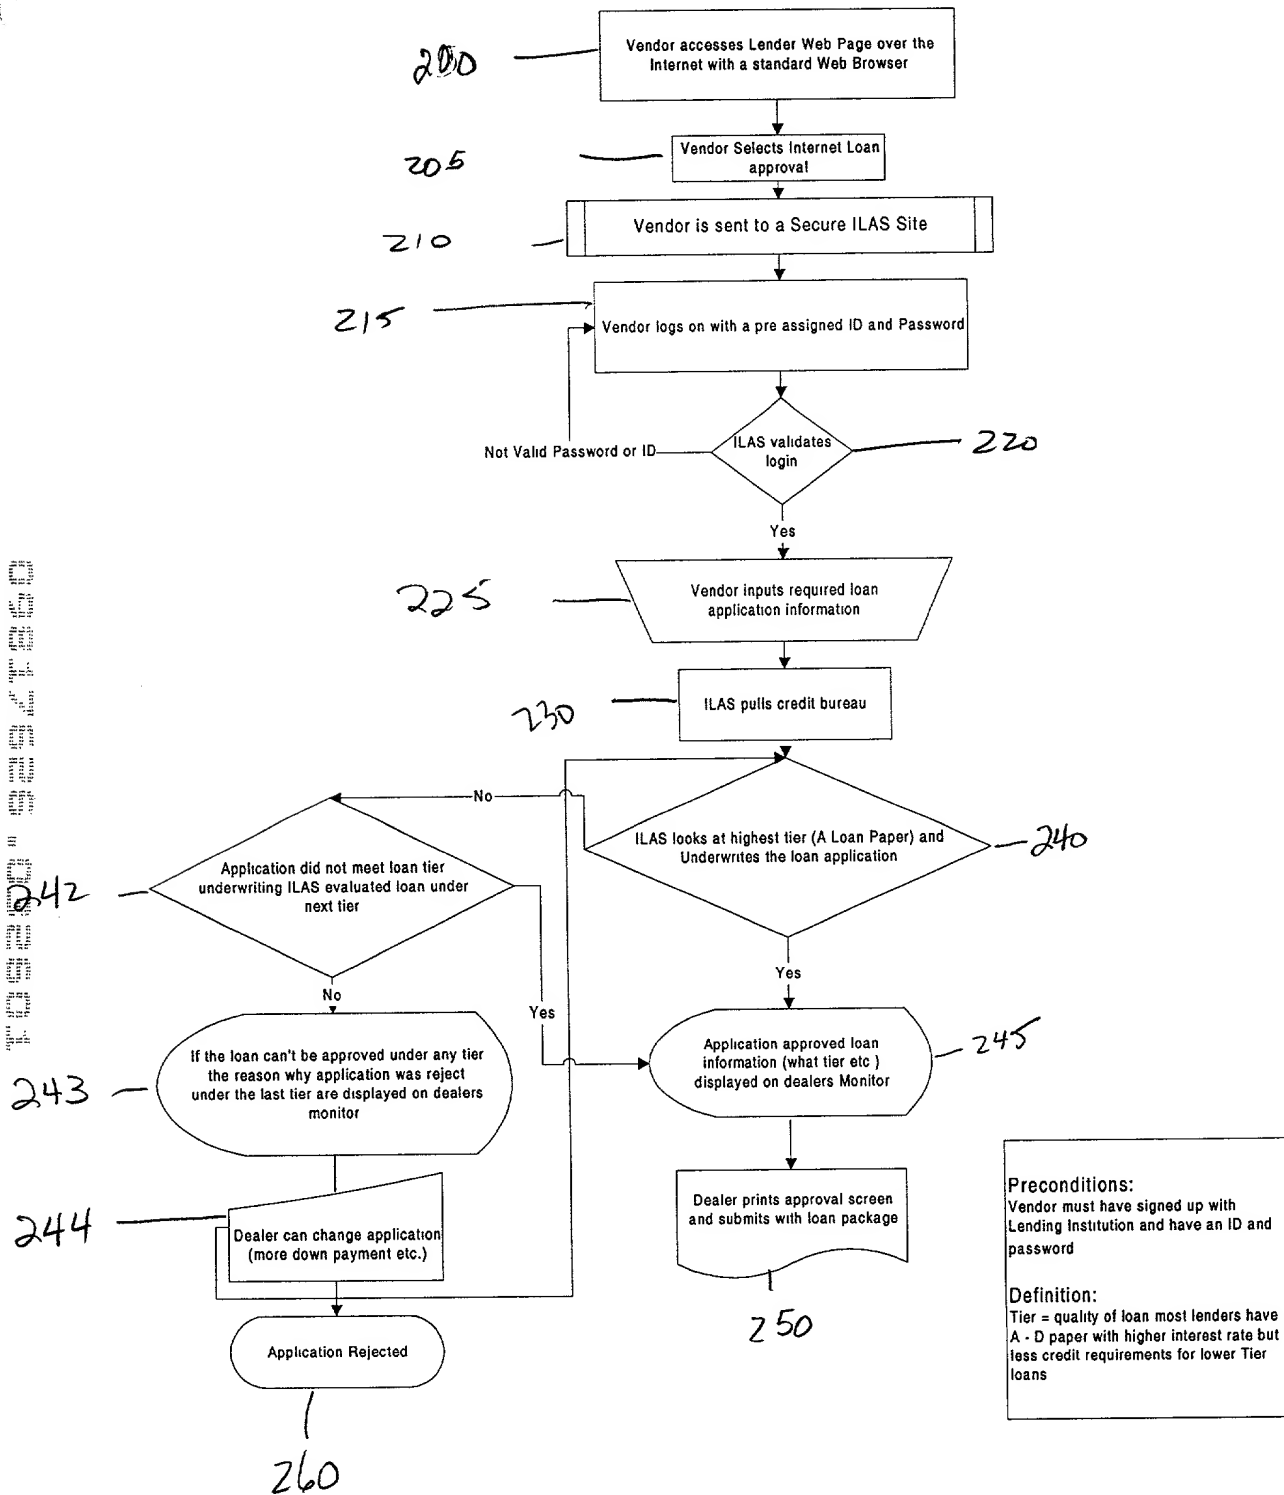 Vendor accesses Lender Web Page over the
Internet with a standard Web Browser
200
Vendor Selects Internet Loan
approval
205
Vendor is sent to a Secure ILAS Site
210
215
Vendor logs on with a pre assigned ID and Password
Not Valid Password or ID
ILAS validates
login
220
Yes
225
Vendor inputs required loan
application information
230
ILAS pulls credit bureau
No
ILAS looks at highest tier (A Loan Paper) and
Underwrites the loan application
240
242
Application did not meet loan tier
underwriting ILAS evaluated loan under
next tier
No
Yes
Yes
243
If the loan can't be approved under any tier
the reason why application was reject
under the last tier are displayed on dealers
monitor
Application approved loan
information (what tier etc )
displayed on dealers Monitor
245
244
Dealer can change application
(more down payment etc.)
Dealer prints approval screen
and submits with loan package
250
Application Rejected
260
Preconditions:
Vendor must have signed up with
Lending Institution and have an ID and
password
Definition:
Tier = quality of loan most lenders have
A - D paper with higher interest rate but
less credit requirements for lower Tier
loans